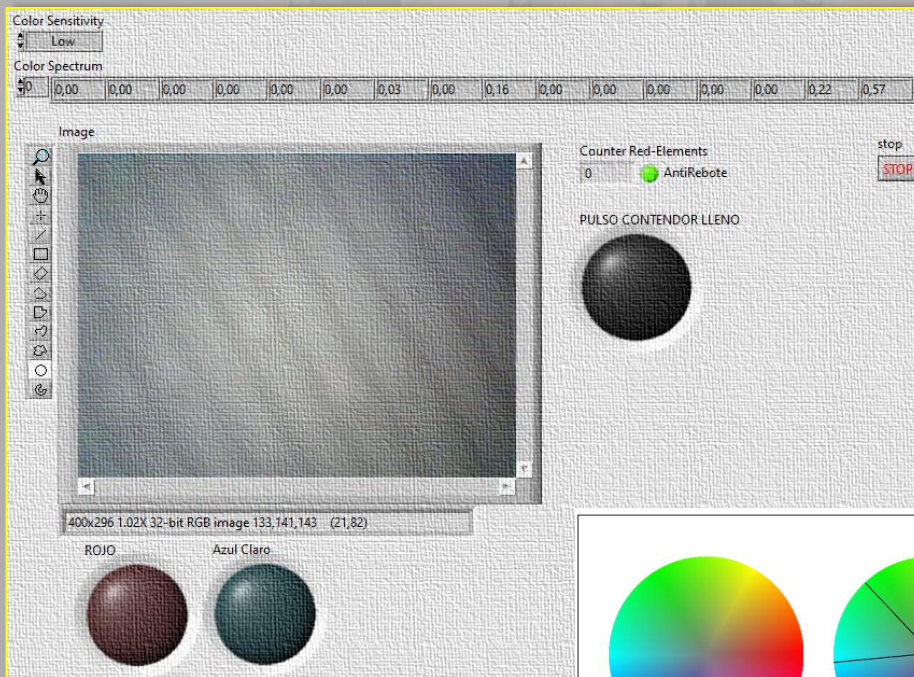 Color Sensitivity
Low
Color Spectrum
0 0,00 0,00 0,00 0,00 0,00 0,00 0,03 0,00 0,16 0,00 0,00 0,00 0,00 0,00 0,22 0,57
Image
Counter Red-Elements
stop
0 AntiRebote
STOP
PULSO CONTENDOR LLENO
400x296 1.02X 32-bit RGB image 133,141,143 (21,82)
ROJO Azul Claro